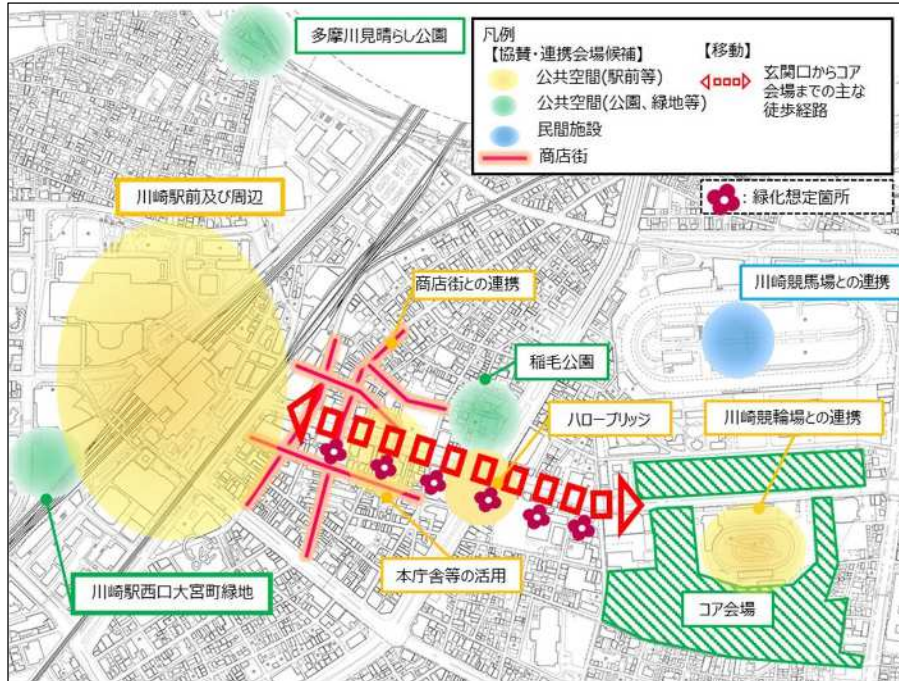 多摩川見晴らし公園
凡例
【協賛・連携会場候補】
【移動】
公共空間(駅前等)
公共空間(公園、緑地等)
民間施設
商店街
玄関口からコア
会場までの主な
徒歩経路
：緑化想定箇所
川崎駅前及び周辺
商店街との連携
川崎競馬場との連携
稲毛公園
ハローブリッジ
川崎競輪場との連携
本庁舎等の活用
川崎駅西口大宮町緑地
コア会場